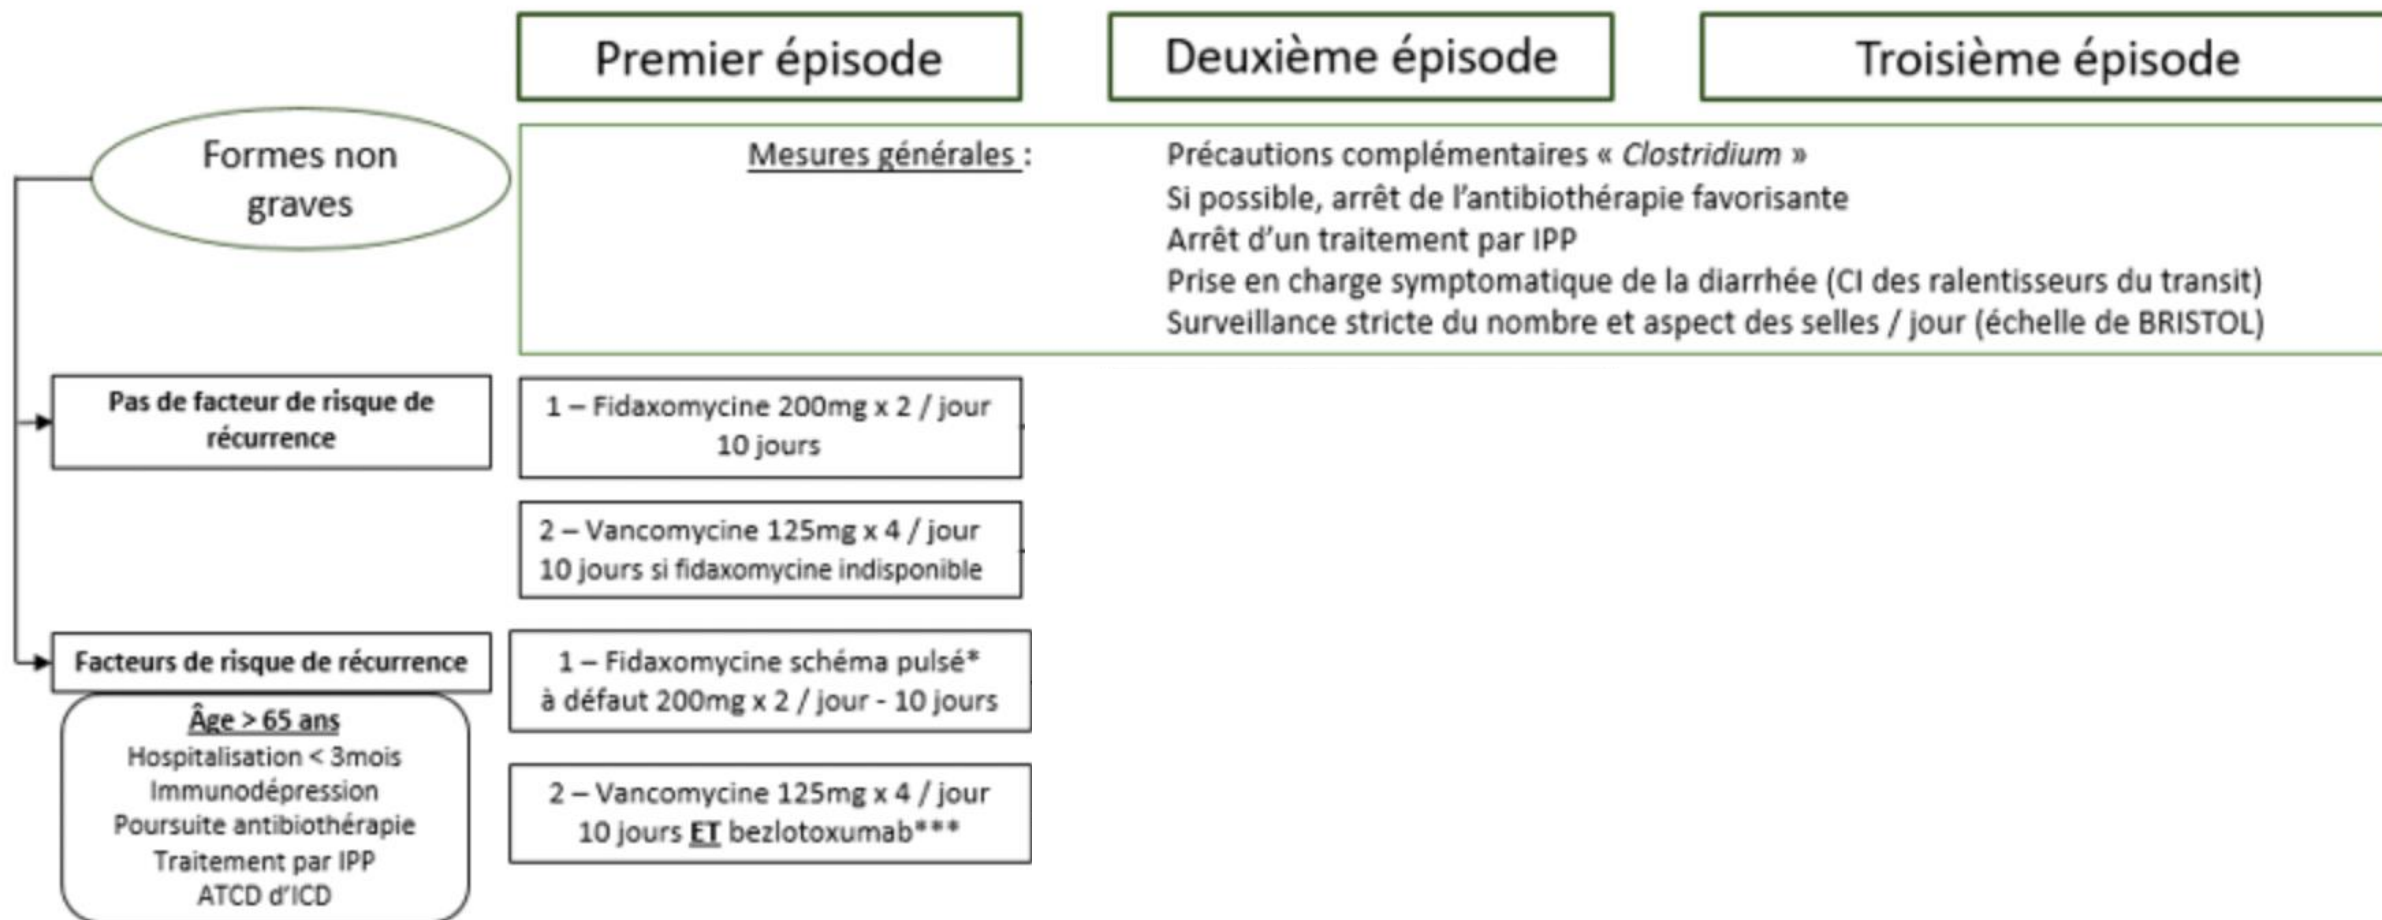 Premier épisode
Deuxième épisode
Troisième épisode
Formes non
graves
Mesures générales :
Précautions complémentaires « Clostridium »
Si possible, arrêt de l’antibiothérapie favorisante
Arrêt d’un traitement par IPP
Prise en charge symptomatique de la diarrhée (CI des ralentisseurs du transit)
Surveillance stricte du nombre et aspect des selles / jour (échelle de BRISTOL)
Pas de facteur de risque de
récurrence
1 – Fidaxomycine 200mg x 2 / jour
10 jours
2 – Vancomycine 125mg x 4 / jour
10 jours si fidaxomycine indisponible
Facteurs de risque de récurrence
1 – Fidaxomycine schéma pulsé*
à défaut 200mg x 2 / jour - 10 jours
Âge > 65 ans
Hospitalisation < 3mois
Immunodépression
Poursuite antibiothérapie
Traitement par IPP
ATCD d’ICD
2 – Vancomycine 125mg x 4 / jour
10 jours ET bezlotoxumab***